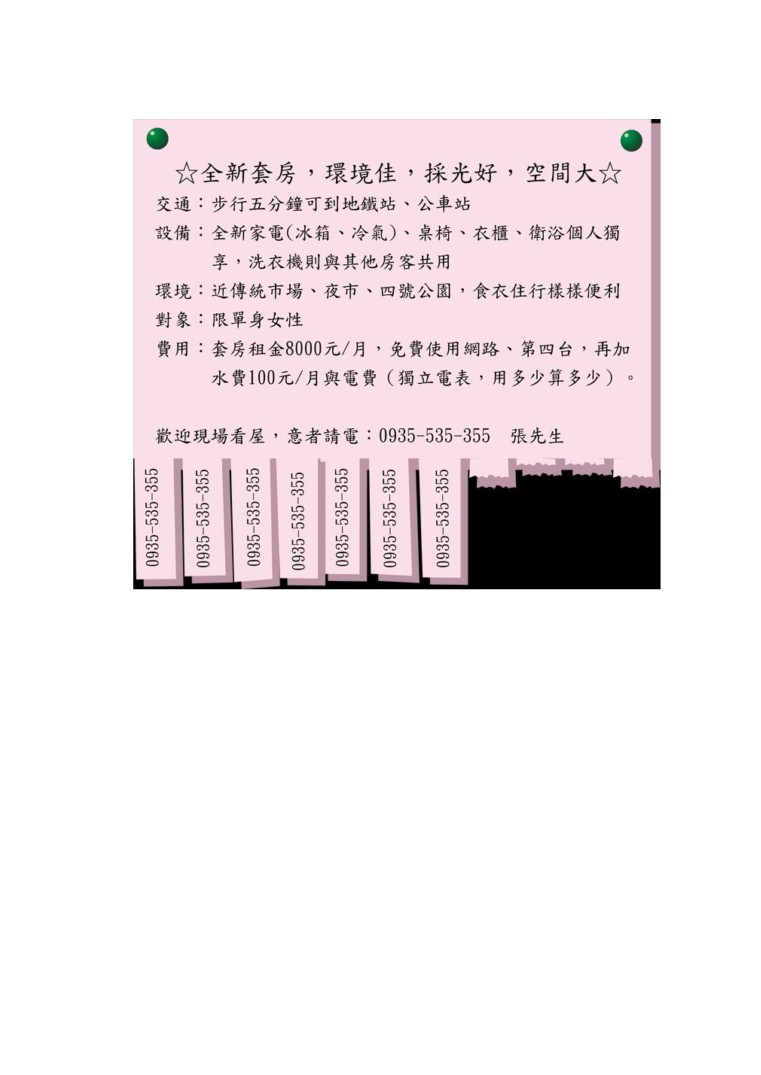 ☆全新套房，環境佳，採光好，空間大☆
交通：步行五分鐘可到地鐵站、公車站
設備：全新家電(冰箱、冷氣)、桌椅、衣櫃、衛浴個人獨
享，洗衣機則與其他房客共用
環境：近傳統市場、夜市、四號公園，食衣住行樣樣便利
對象：限單身女性
費用：套房租金8000元/月，免費使用網路、第四台，再加
水費100元/月與電費（獨立電表，用多少算多少）。
歡迎現場看屋，意者請電：0935-535-355　張先生
0935-535-355
0935-535-355
0935-535-355
0935-535-355
0935-535-355
0935-535-355
0935-535-355